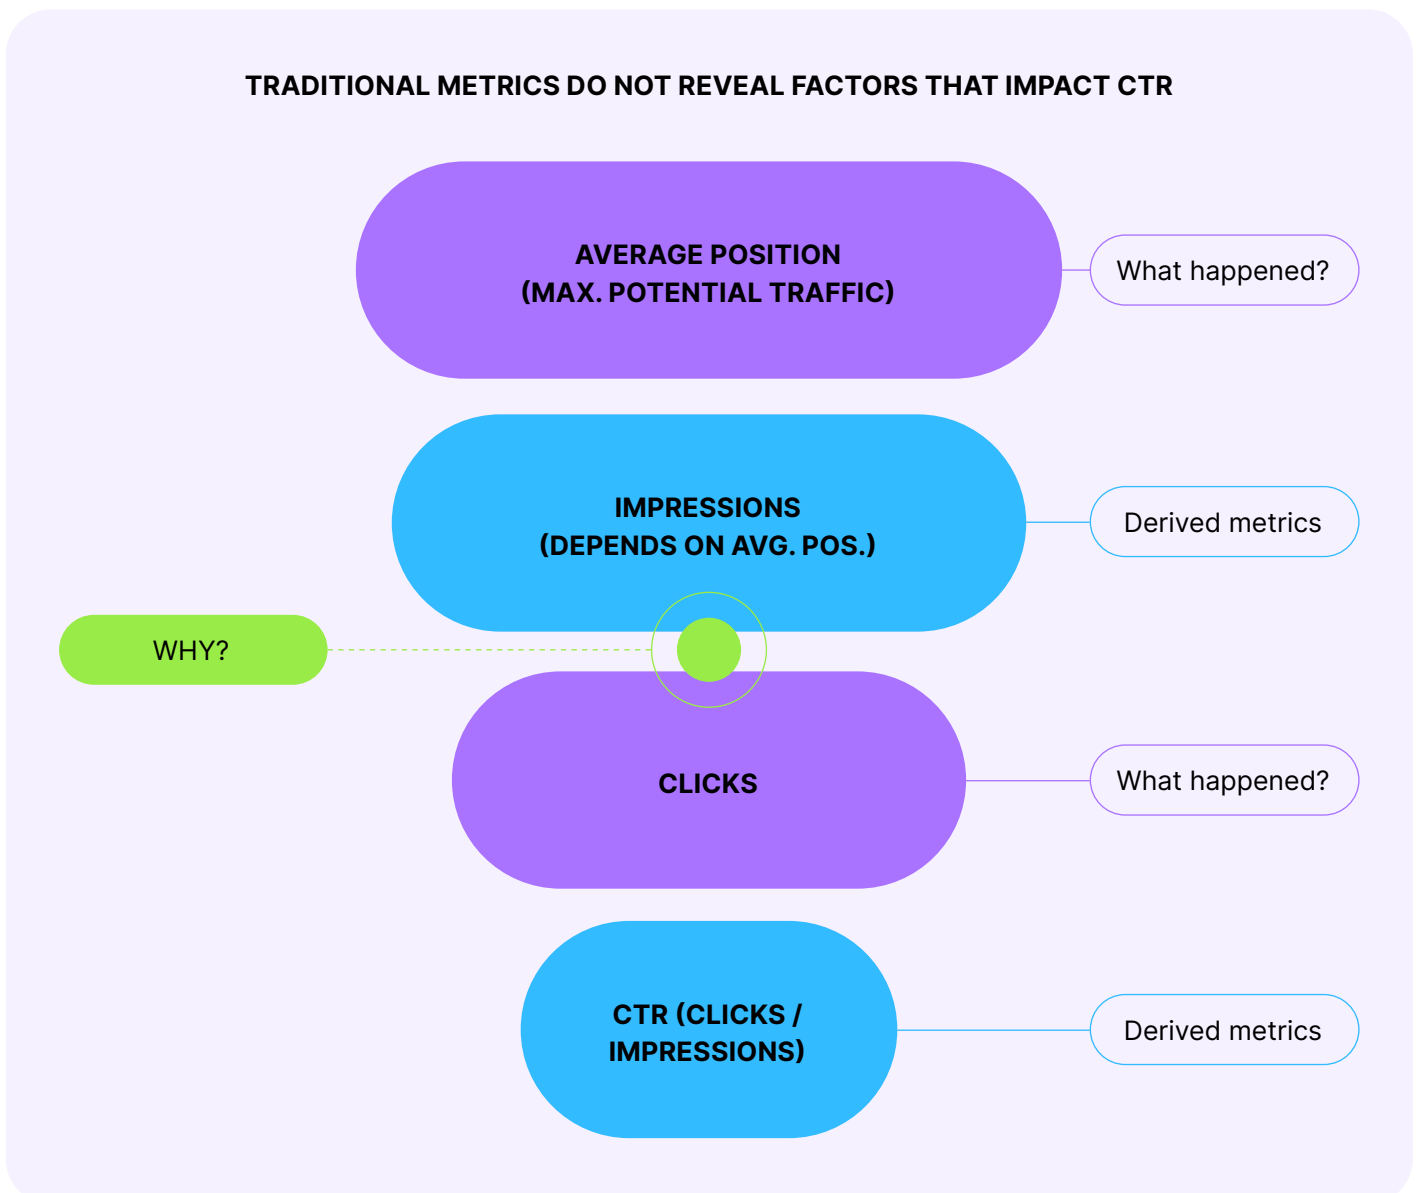 TRADITIONAL METRICS DO NOT REVEAL FACTORS THAT IMPACT CTR
AVERAGE POSITION
(MAX. POTENTIAL TRAFFIC)
What happened?
IMPRESSIONS
(DEPENDS ON AVG. POS.)
Derived metrics
WHY?
CLICKS
What happened?
CTR (CLICKS /
IMPRESSIONS)
Derived metrics